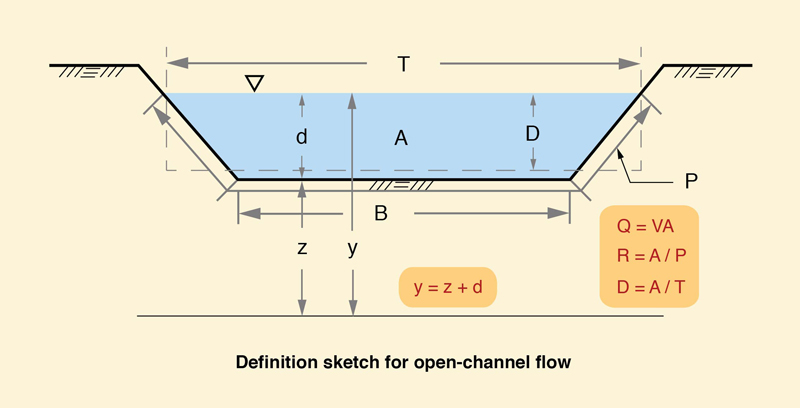 T
d
A
D
P
B
z
y
Q = VA
R = A / P
D = A / T
y = z + d
Definition sketch for open-channel flow